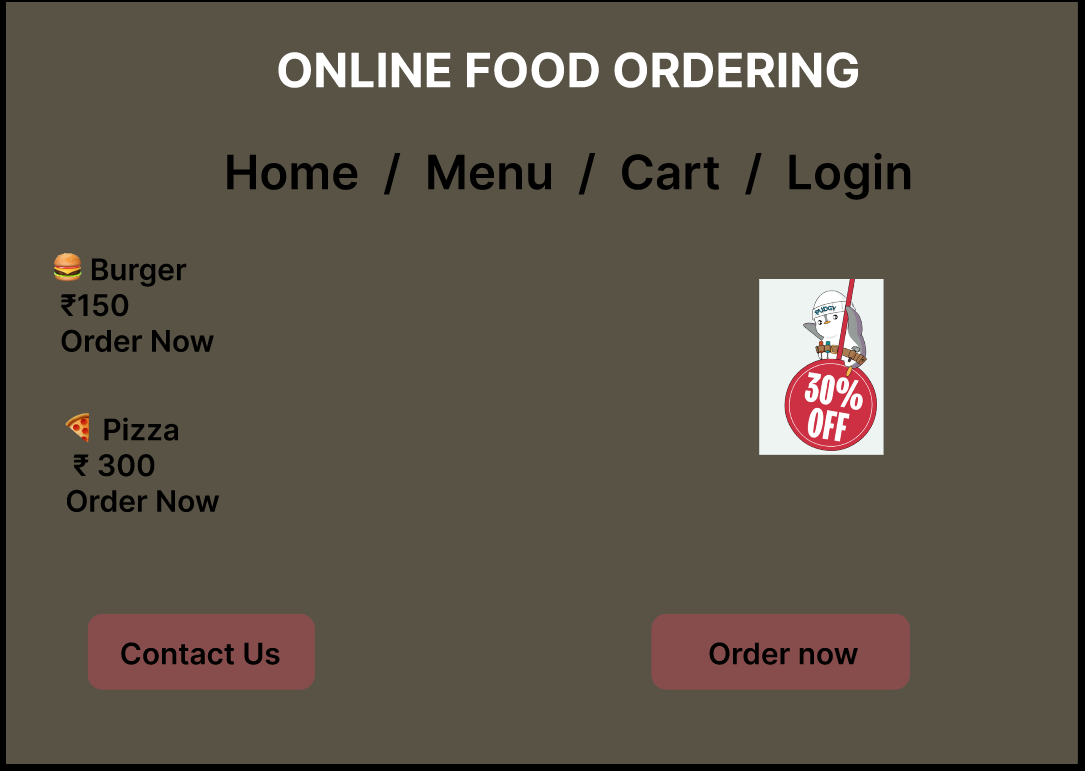 ONLINE FOOD ORDERING
Home / Menu / Cart / Login
🍔 Burger
₹150
Order Now
🍕 Pizza
₹ 300
Order Now
PUDGY
30%
OFF
Contact Us
Order now